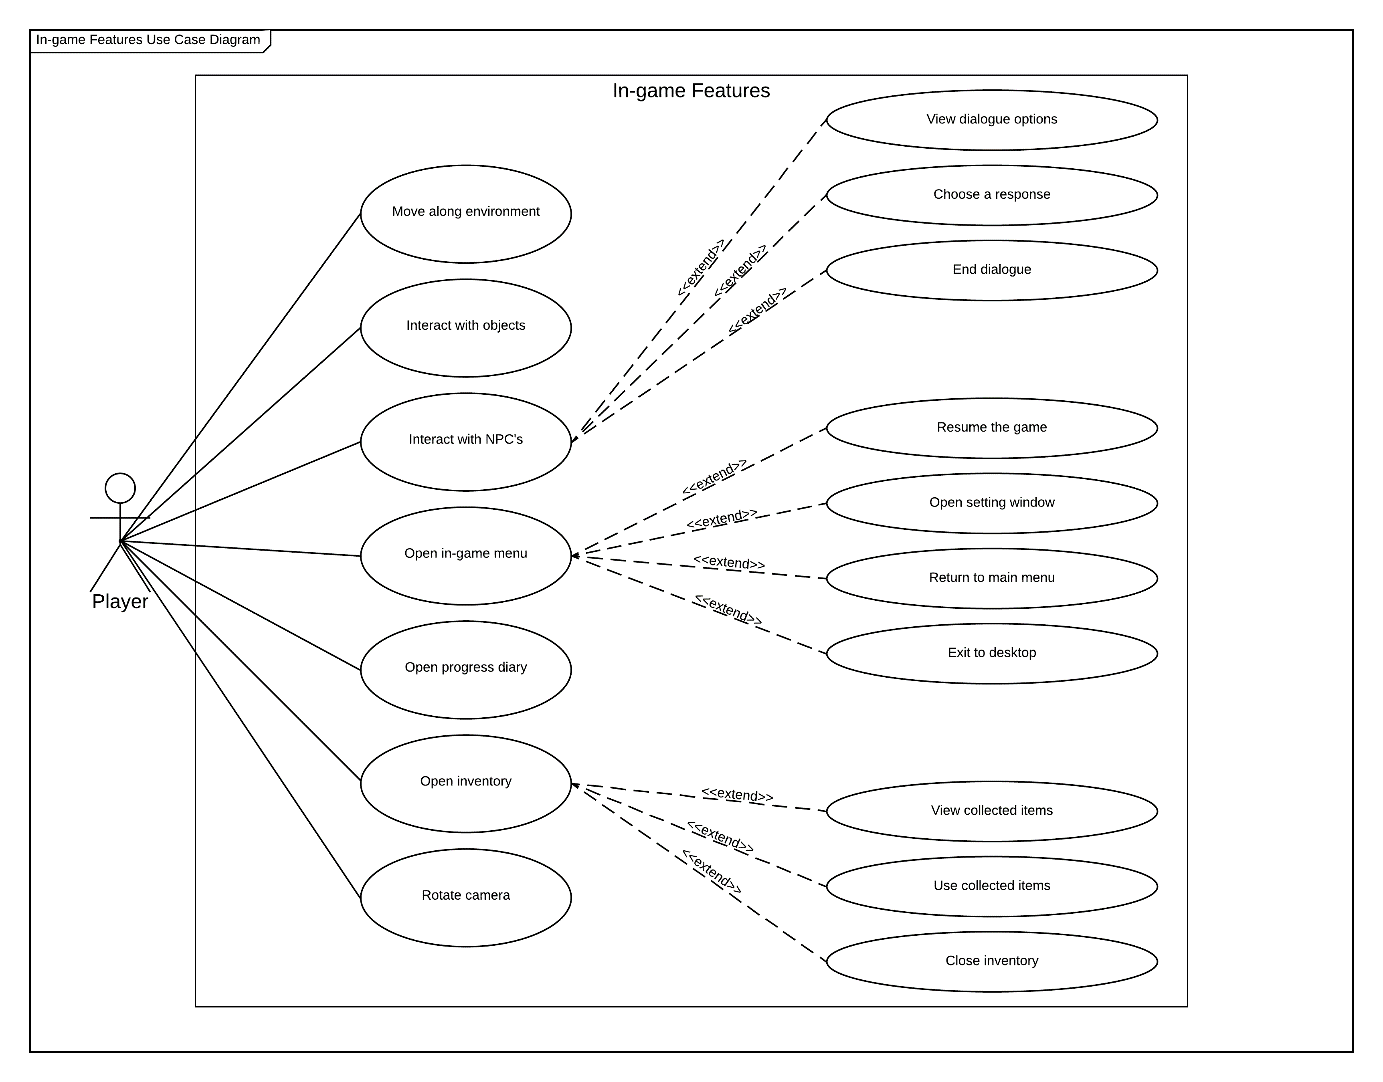 In-game Features Use Case Diagram
In-game Features
View dialogue options
Choose a response
End dialogue
<<extend>>
<<extend>>
<<extend>>
Move along environment
Interact with objects
Interact with NPC's
Open in-game menu
Open progress diary
Open inventory
Rotate camera
Player
<<extend>>
<<extend>>
<<extend>>
<<extend>>
Resume the game
Open setting window
Return to main menu
Exit to desktop
<<extend>>
<<extend>>
<<extend>>
View collected items
Use collected items
Close inventory